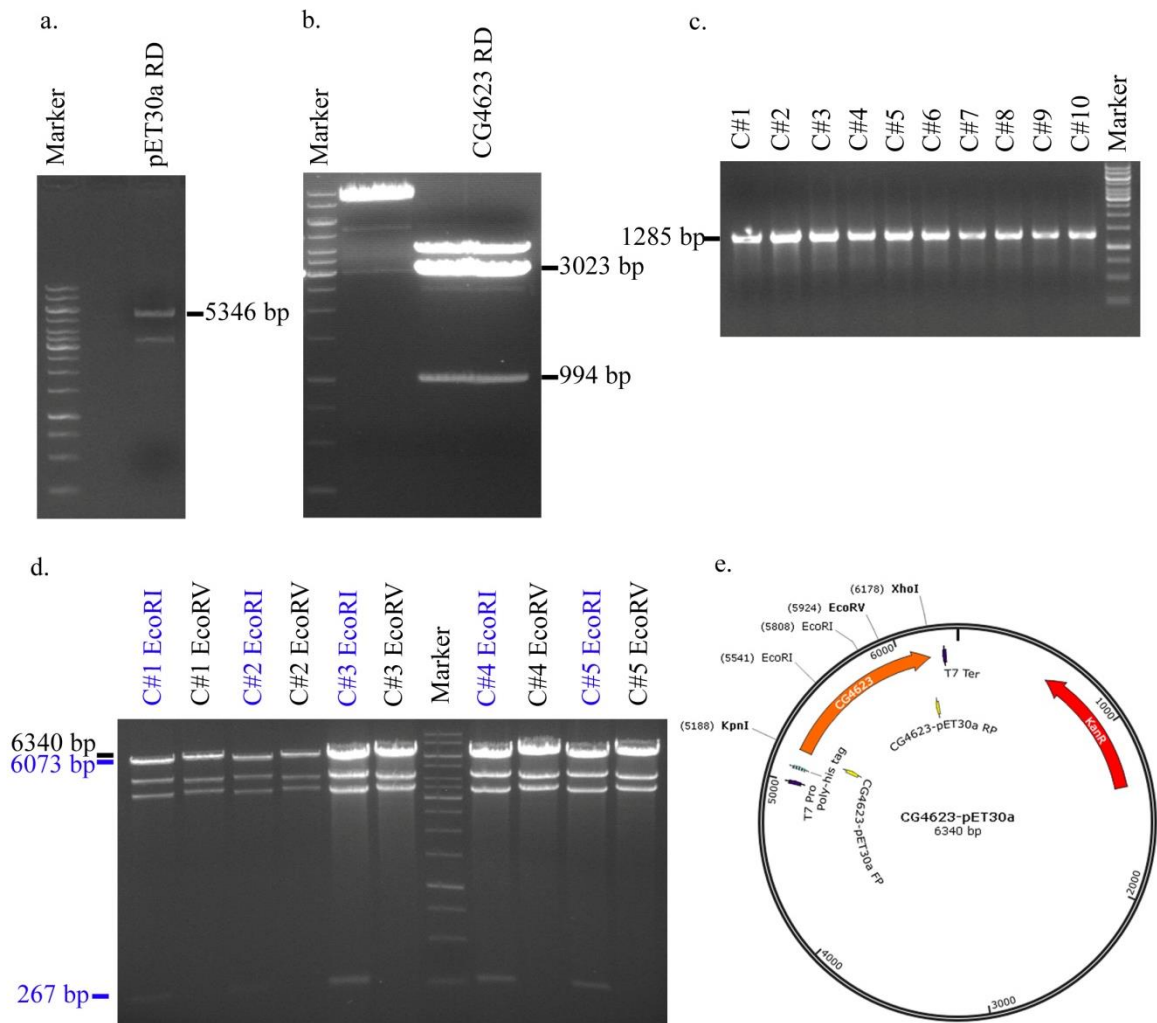 a.
Marker
pET30a RD
5346 bp
b.
Marker
CG4623 RD
3023 bp
994 bp
c.
C#1
C#2
C#3
C#4
C#5
C#6
C#7
C#8
C#9
C#10
Marker
1285 bp
d.
C#1 EcoRI
C#1 EcoRV
C#2 EcoRI
C#2 EcoRV
C#3 EcoRI
C#3 EcoRV
Marker
C#4 EcoRI
C#4 EcoRV
C#5 EcoRI
C#5 EcoRV
6340 bp
6073 bp
267 bp
e.
(6178) XhoI
(5924) EcoRV
(5808) EcoRI
(5541) EcoRI
(5188) KpnI
6000
T7 Ter
CG4623
CG4623-pET30a RP
1000
KanR
5000
T7 Pro
Poly-his tag
CG4623-pET30a FP
CG4623-pET30a
6340 bp
2000
4000
3000